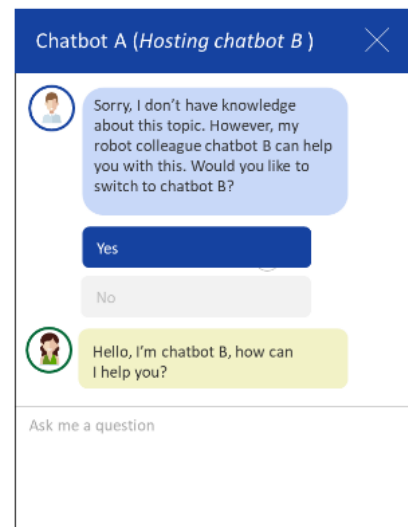 Chatbot A (Hosting chatbot B )
Sorry, I don't have knowledge
about this topic. However, my
robot colleague chatbot B can help
you with this. Would you like to
switch to chatbot B?
Yes
No
Hello, I'm chatbot B, how can
I help you?
Ask me a question